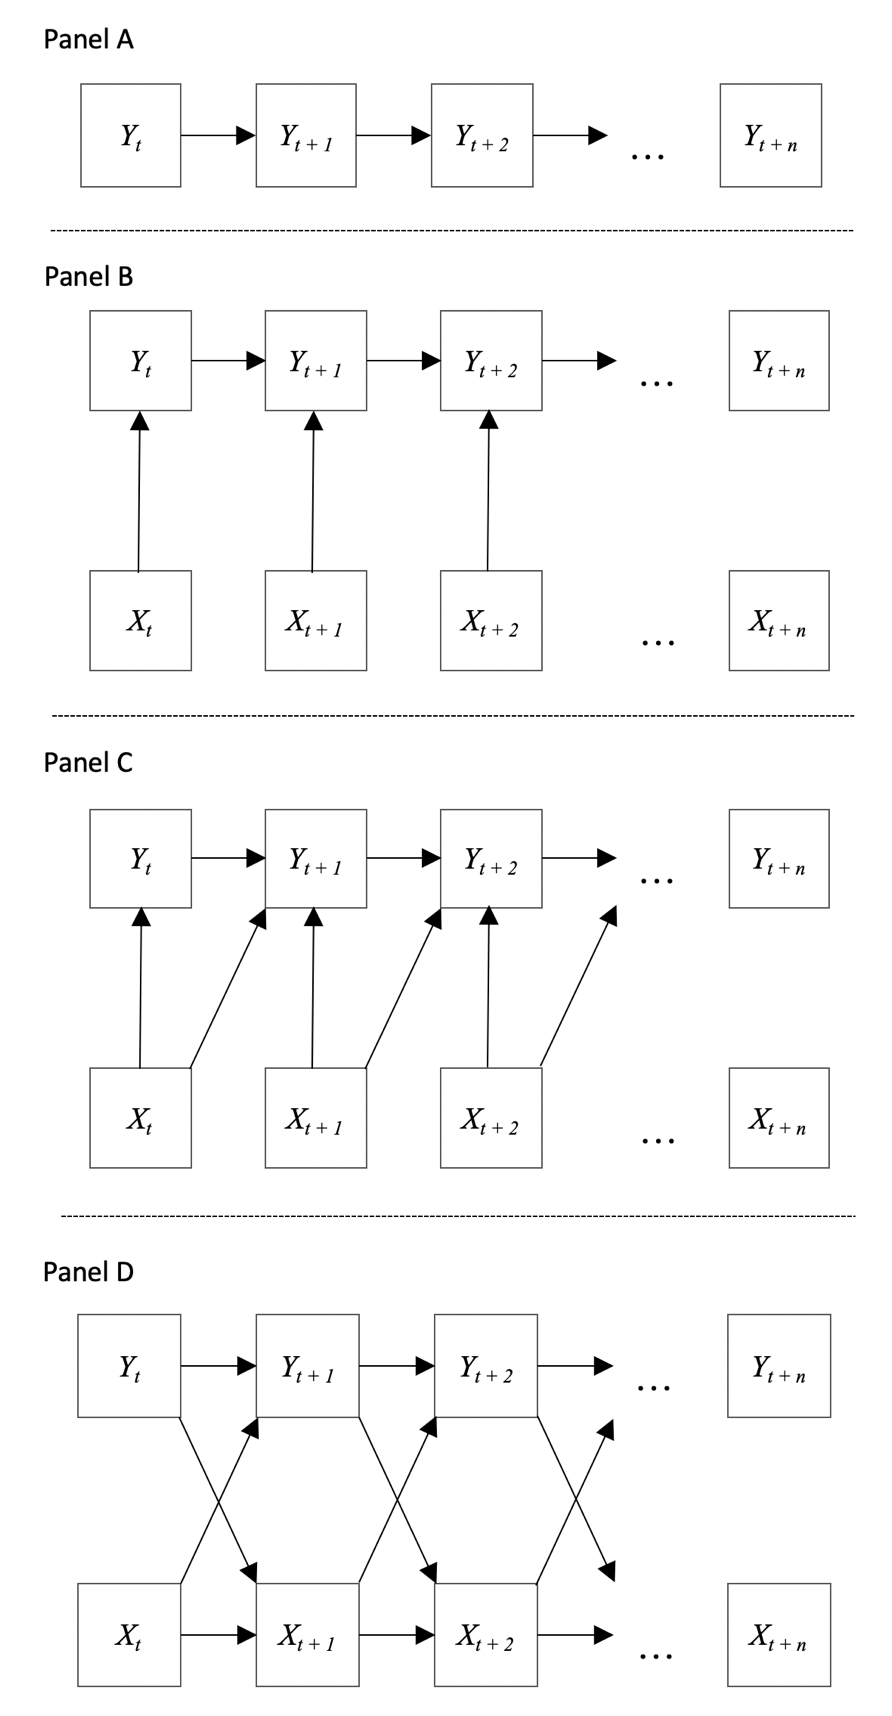 Panel A
Yt Yt + 1 Yt + 2 ... Yt + n
Panel B
Yt Yt + 1 Yt + 2 ... Yt + n
Xt Xt + 1 Xt + 2 ... Xt + n
Panel C
Yt Yt + 1 Yt + 2 ... Yt + n
Xt Xt + 1 Xt + 2 ... Xt + n
Panel D
Yt Yt + 1 Yt + 2 ... Yt + n
Xt Xt + 1 Xt + 2 ... Xt + n